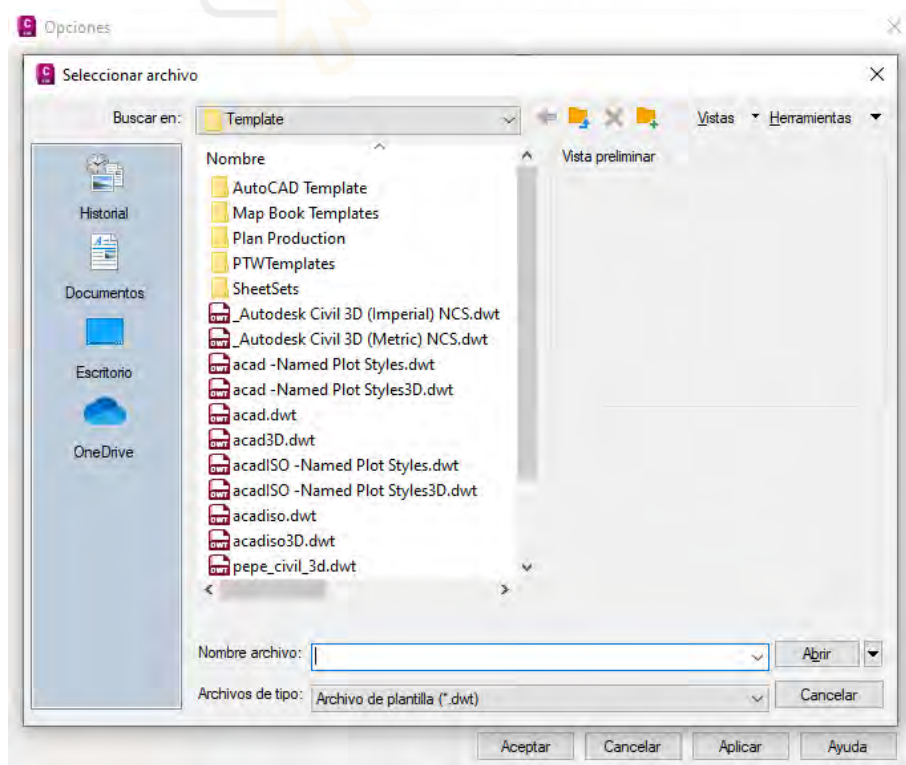 Opciones
Seleccionar archivo
Buscar en: Template Vistas Herramientas
Nombre Vista preliminar
AutoCAD Template
Map Book Templates
Plan Production
PTWTemplates
SheetSets
_Autodesk Civil 3D (Imperial) NCS.dwt
_Autodesk Civil 3D (Metric) NCS.dwt
acad -Named Plot Styles.dwt
acad -Named Plot Styles3D.dwt
acad.dwt
acad3D.dwt
acadISO -Named Plot Styles.dwt
acadISO -Named Plot Styles3D.dwt
acadiso.dwt
acadiso3D.dwt
pepe_civil_3d.dwt
Historial
Documentos
Escritorio
OneDrive
Nombre archivo: Abrir
Archivos de tipo: Archivo de plantilla (*.dwt) Cancelar
Aceptar Cancelar Aplicar Ayuda